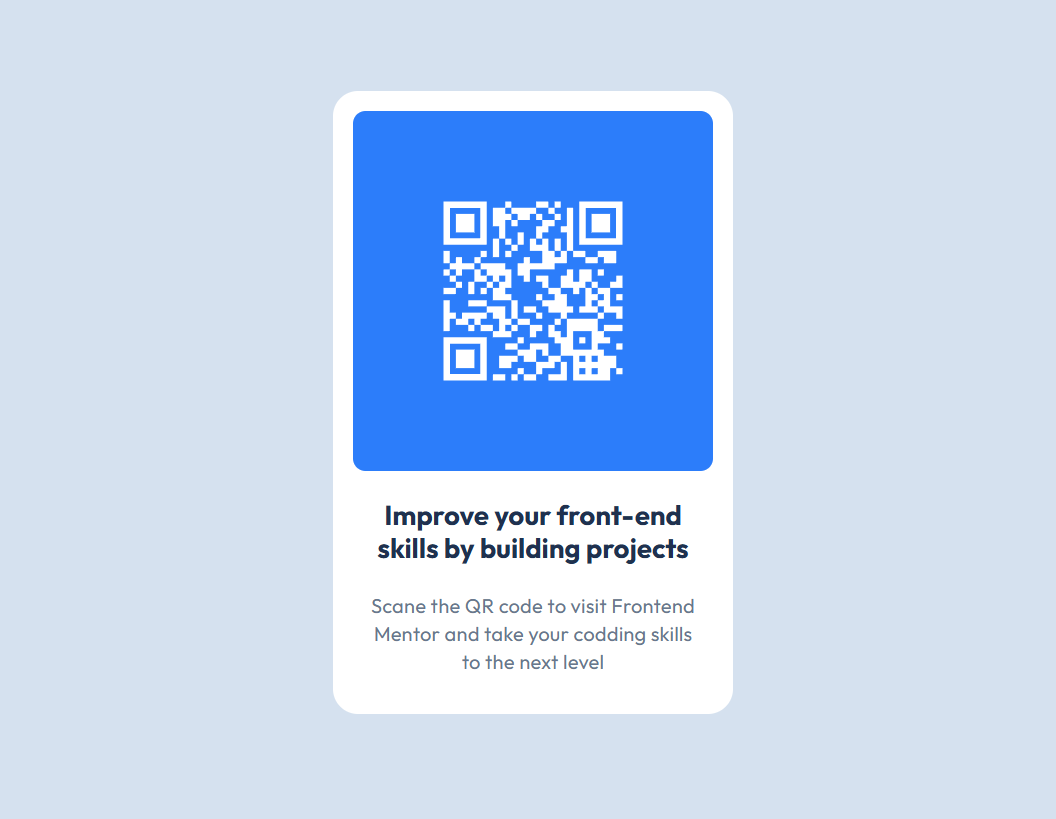 Improve your front-end
skills by building projects
Scane the QR code to visit Frontend
Mentor and take your codding skills
to the next level